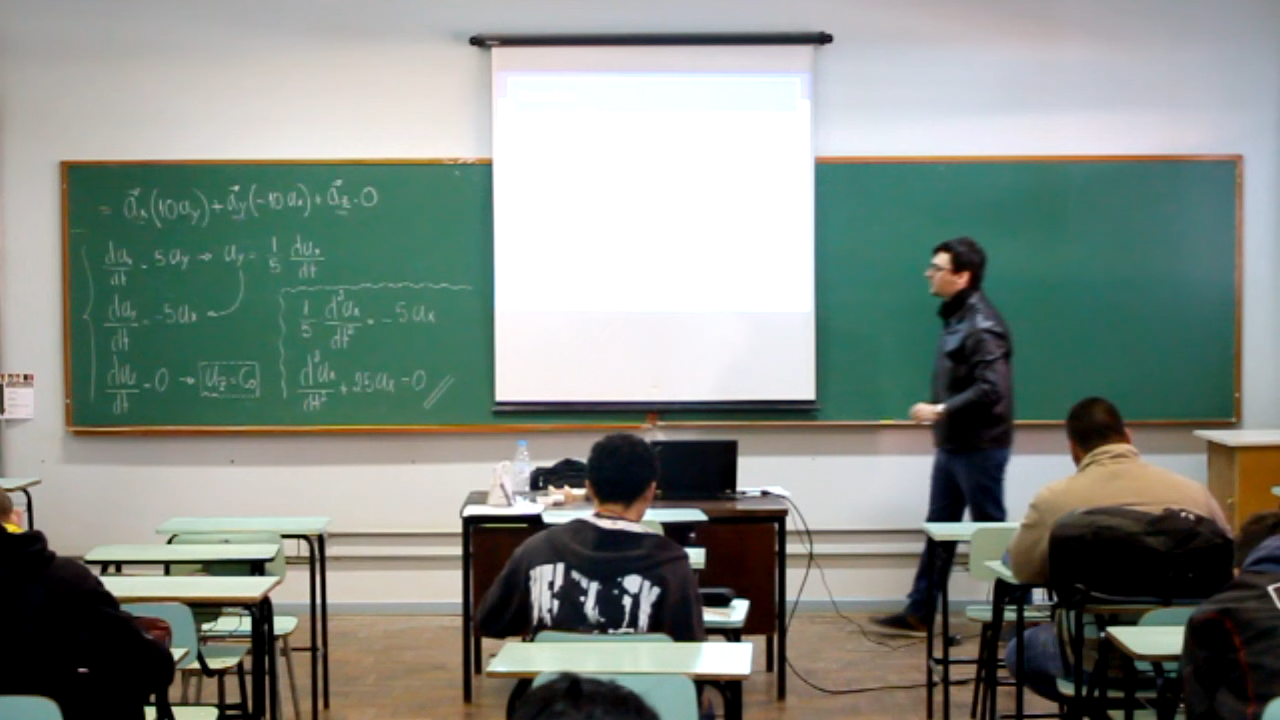 = a⃗x(10ay)+a⃗y(-10ax)+a⃗z·0
dux/dt = 5uy → uy = 1/5 dux/dt
duy/dt = -5ux
duz/dt = 0 → uz = C0
1/5 d²ux/dt² = -5ux
d²ux/dt² + 25ux = 0 //